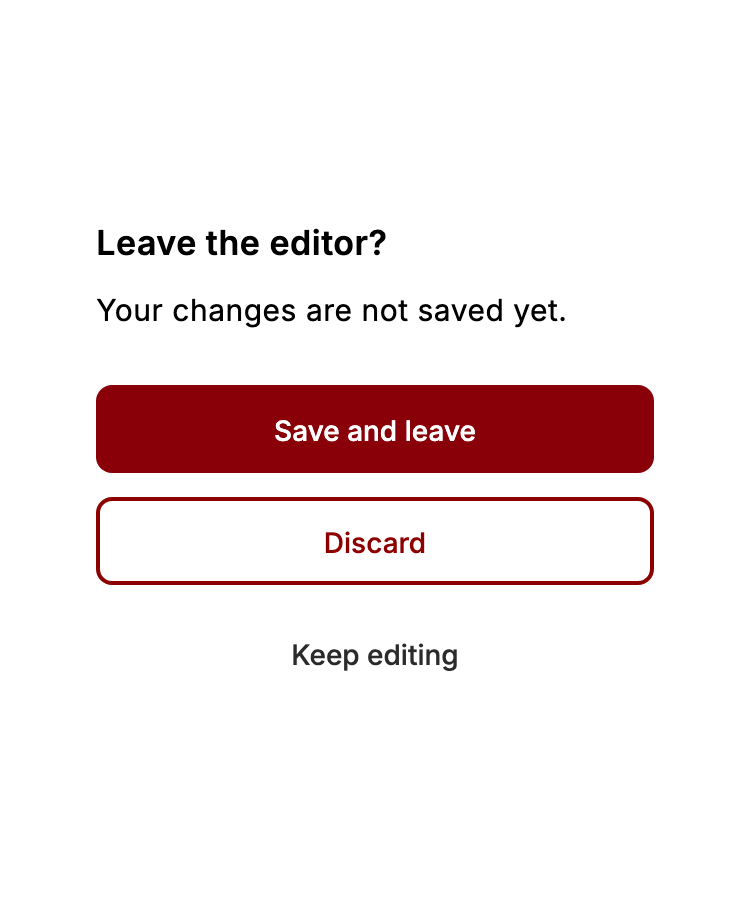 Leave the editor?
Your changes are not saved yet.
Save and leave
Discard
Keep editing